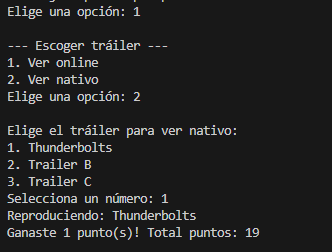 Elige una opción: 1
--- Escoger tráiler ---
1. Ver online
2. Ver nativo
Elige una opción: 2
Elige el tráiler para ver nativo:
1. Thunderbolts
2. Trailer B
3. Trailer C
Selecciona un número: 1
Reproduciendo: Thunderbolts
Ganaste 1 punto(s)! Total puntos: 19